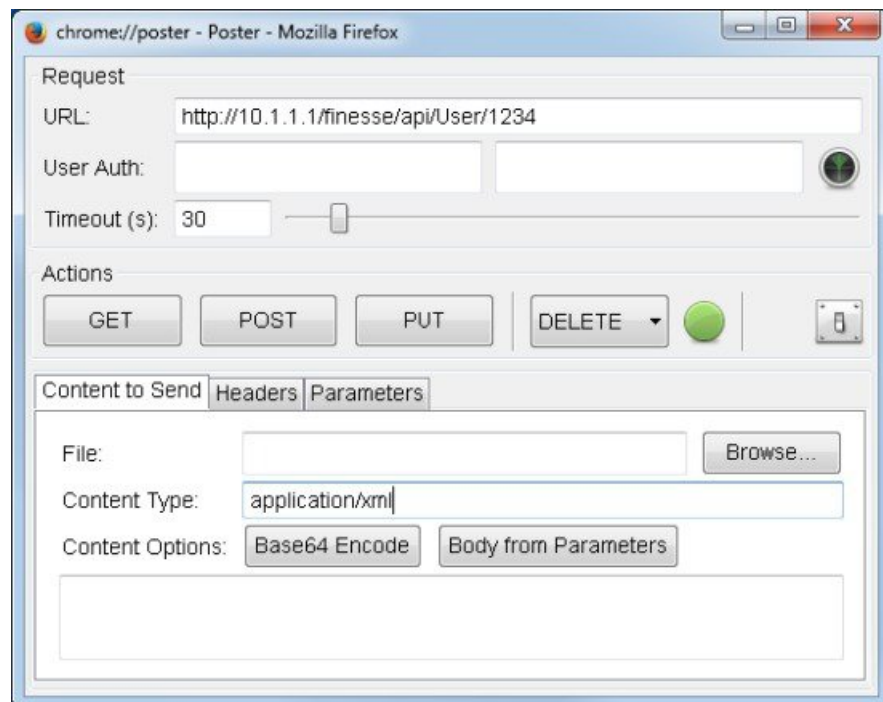 chrome://poster - Poster - Mozilla Firefox
Request
URL: http://10.1.1.1/finesse/api/User/1234
User Auth:
Timeout (s): 30
Actions
GET POST PUT DELETE
Content to Send Headers Parameters
File: Browse...
Content Type: application/xml
Content Options: Base64 Encode Body from Parameters